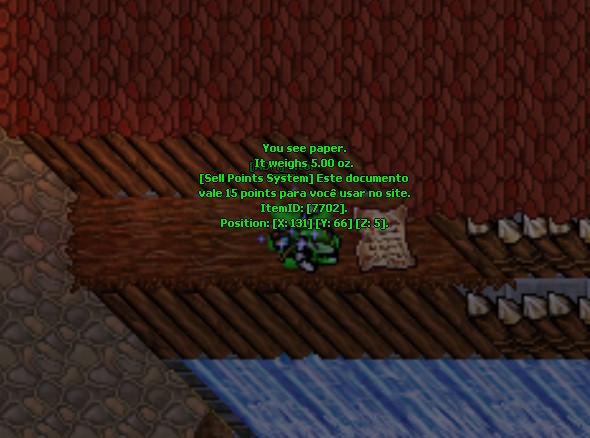 You see paper.
It weighs 5.00 oz.
[Sell Points System] Este documento
vale 15 points para você usar no site.
ItemID: [7702].
Position: [X: 131] [Y: 66] [Z: 5].